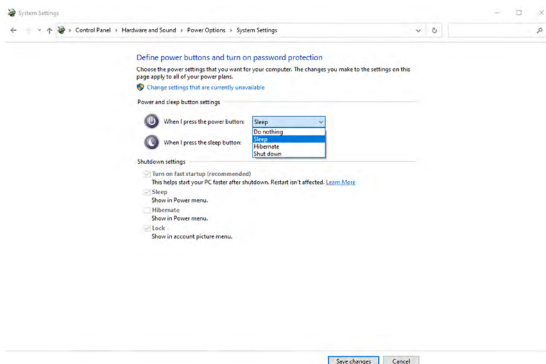 System Settings
Control Panel > Hardware and Sound > Power Options > System Settings
Define power buttons and turn on password protection
Choose the power settings that you want for your computer. The changes you make to the settings on this
page apply to all of your power plans.
Change settings that are currently unavailable
Power and sleep button settings
When I press the power button: Sleep
Do nothing
Sleep
Hibernate
Shut down
When I press the sleep button:
Shutdown settings
Turn on fast startup (recommended)
This helps start your PC faster after shutdown. Restart isn't affected. Learn More
Sleep
Show in Power menu.
Hibernate
Show in Power menu.
Lock
Show in account picture menu.
Save changes Cancel